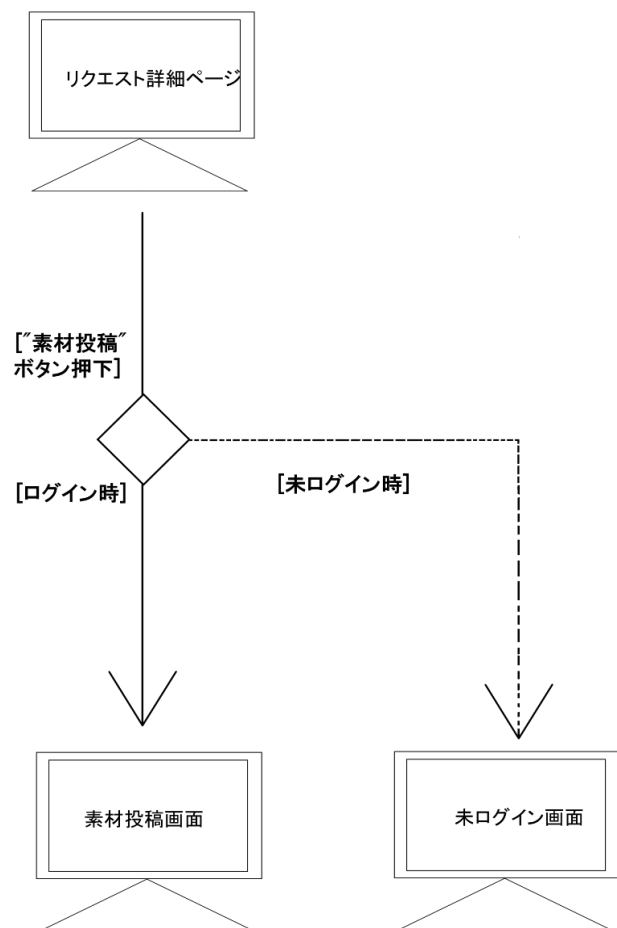 リクエスト詳細ページ
["素材投稿"
ボタン押下]
[ログイン時]
[未ログイン時]
素材投稿画面
未ログイン画面